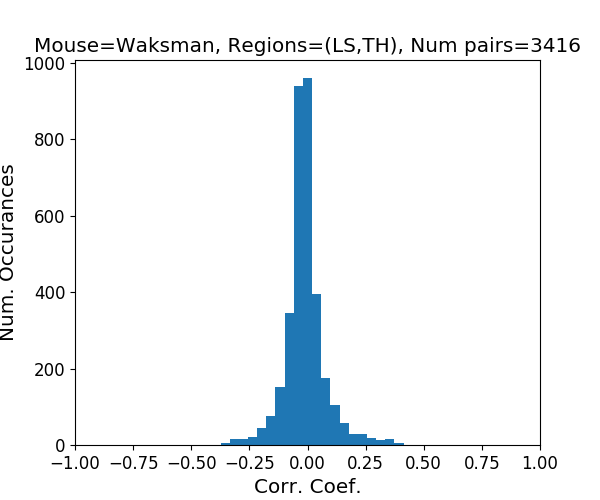 Mouse=Waksman, Regions=(LS,TH), Num pairs=3416
1000
800
600
400
200
0
Num. Occurances
−1.00 −0.75 −0.50 −0.25 0.00 0.25 0.50 0.75 1.00
Corr. Coef.